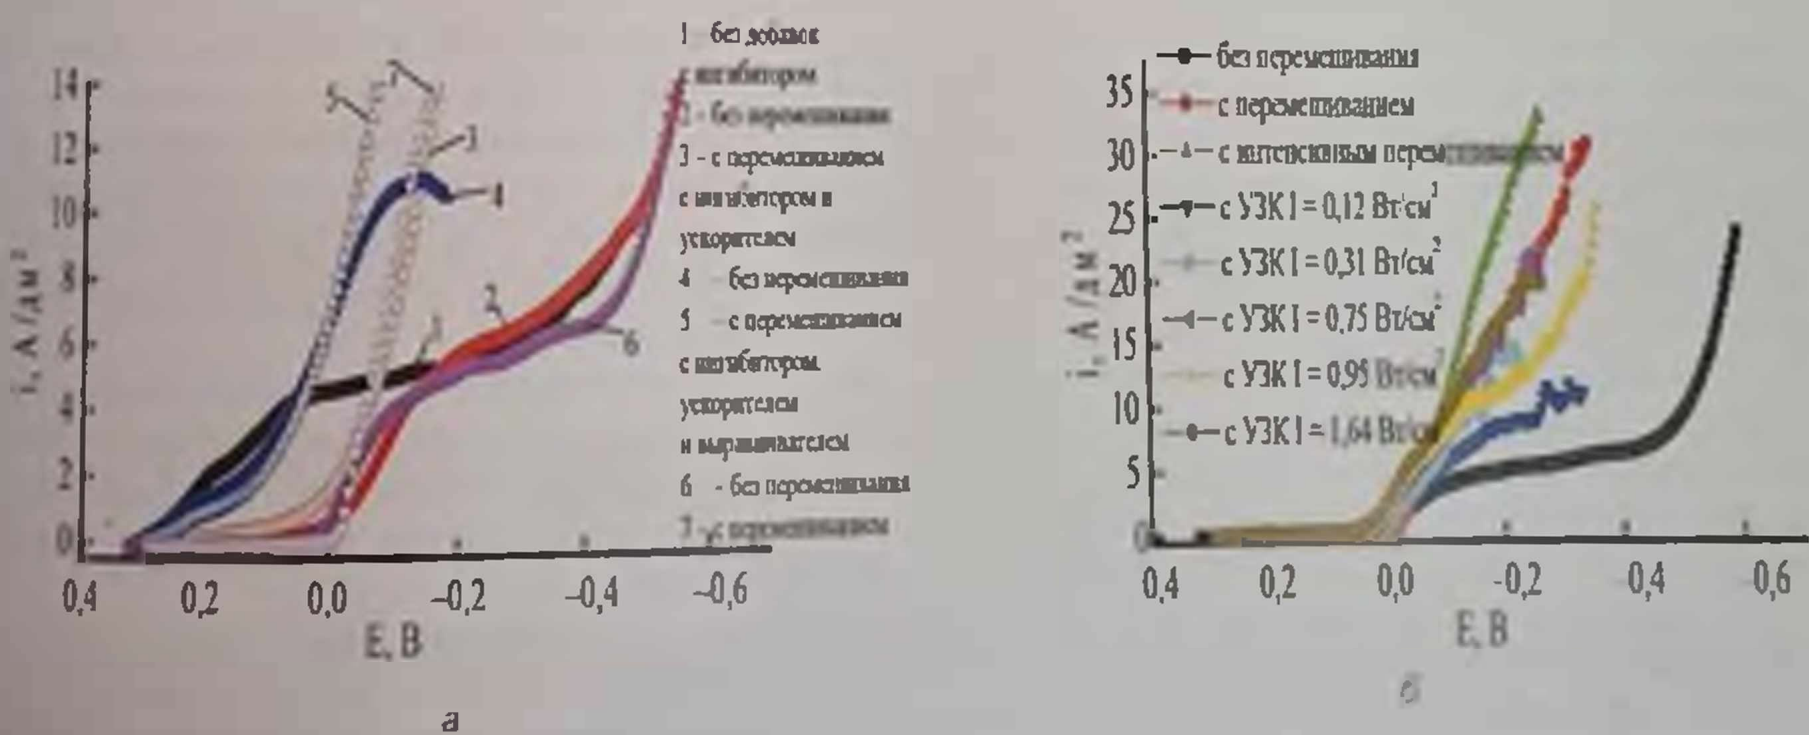 1 - без добавок
с ингибитором
2 - без перемешивания
3 - с перемешиванием
с ингибитором и
ускорителем
4 - без перемешивания
5 - с перемешиванием
с ингибитором,
ускорителем
и выравнивателем
6 - без перемешивания
7 - с перемешиванием
14
12
10
8
6
4
2
0
i, А/дм²
5
7
3
4
2
1
6
0,4 0,2 0,0 –0,2 –0,4 –0,6
E, В
а
без перемешивания
с перемешиванием
с интенсивным перемешиванием
с УЗК I = 0,12 Вт/см²
с УЗК I = 0,31 Вт/см²
с УЗК I = 0,75 Вт/см²
с УЗК I = 0,95 Вт/см²
с УЗК I = 1,64 Вт/см
35
30
25
20
15
10
5
0
i, А/дм²
0,4 0,2 0,0 -0,2 0,4 0,6
E, В
б